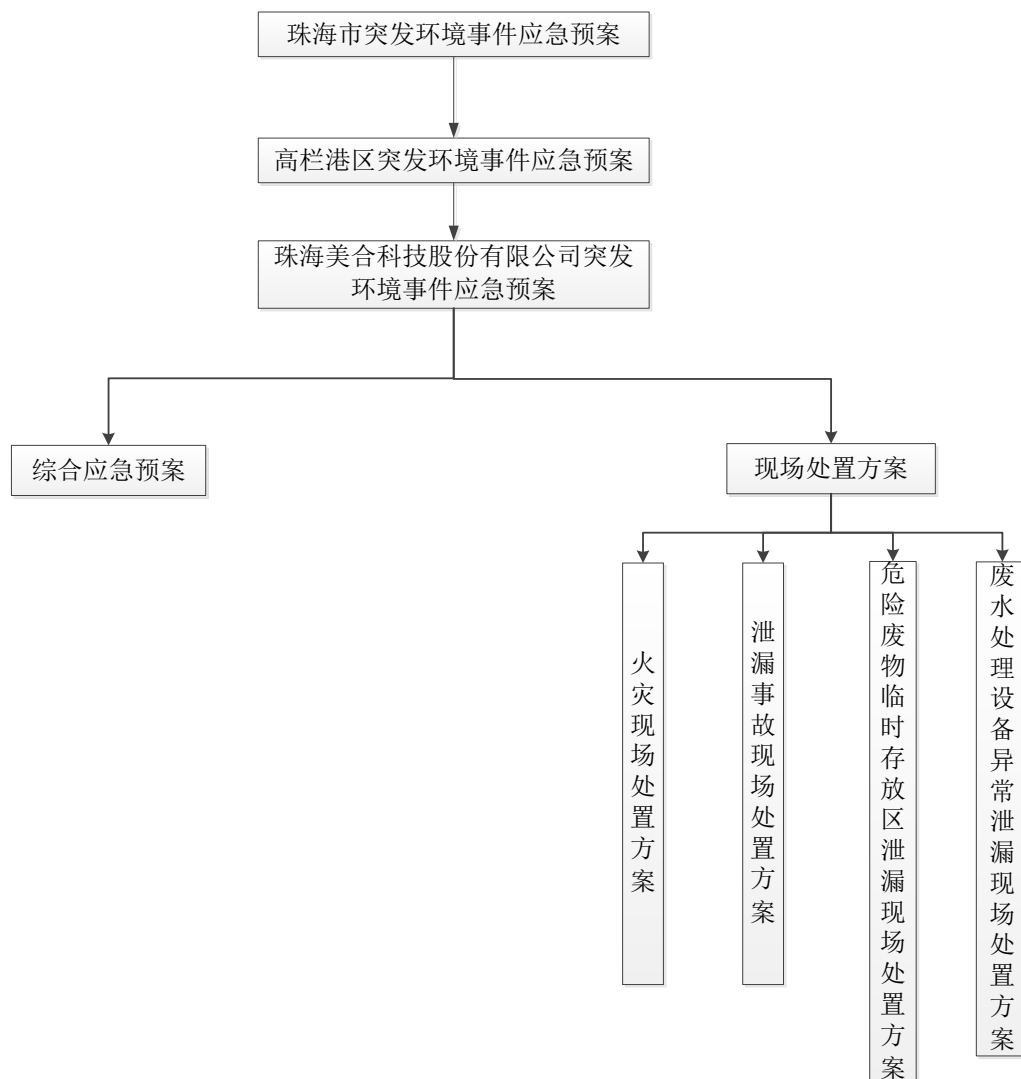 珠海市突发环境事件应急预案
高栏港区突发环境事件应急预案
珠海美合科技股份有限公司突发
环境事件应急预案
综合应急预案
现场处置方案
火灾现场处置方案
泄漏事故现场处置方案
危险废物临时存放区泄漏现场处置方案
废水处理设备异常泄漏现场处置方案